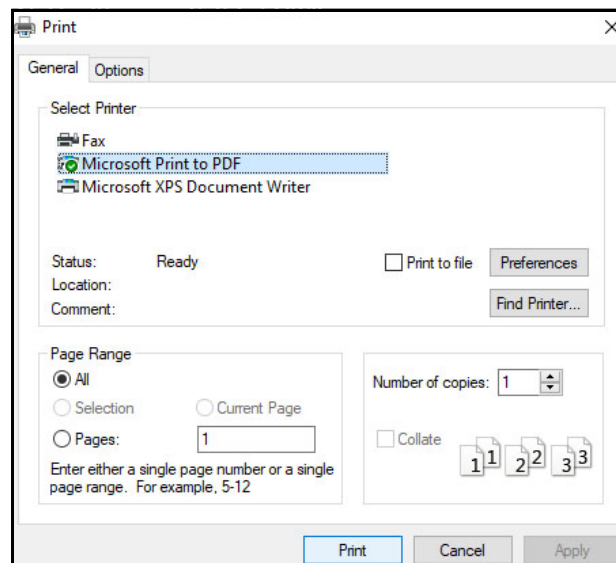 Print
General Options
Select Printer
Fax
Microsoft Print to PDF
Microsoft XPS Document Writer
Status: Ready
Print to file
Preferences
Location:
Comment:
Find Printer...
Page Range
All
Selection
Current Page
Pages: 1
Enter either a single page number or a single
page range. For example, 5-12
Number of copies: 1
Collate
1 1 2 2 3 3
Print Cancel Apply